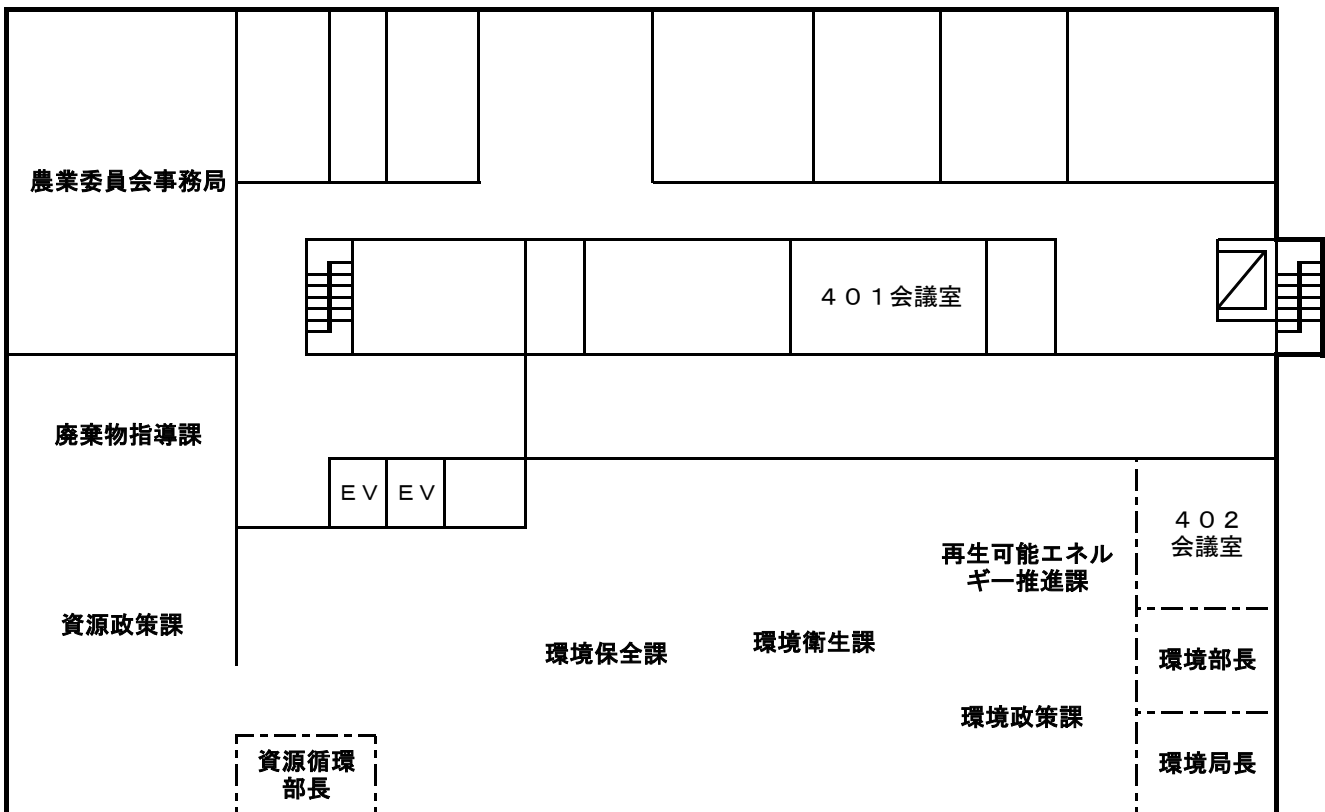 農業委員会事務局
４０１会議室
廃棄物指導課
ＥＶ
ＥＶ
４０２
会議室
再生可能エネル
ギー推進課
資源政策課
環境保全課
環境衛生課
環境部長
環境政策課
資源循環
部長
環境局長